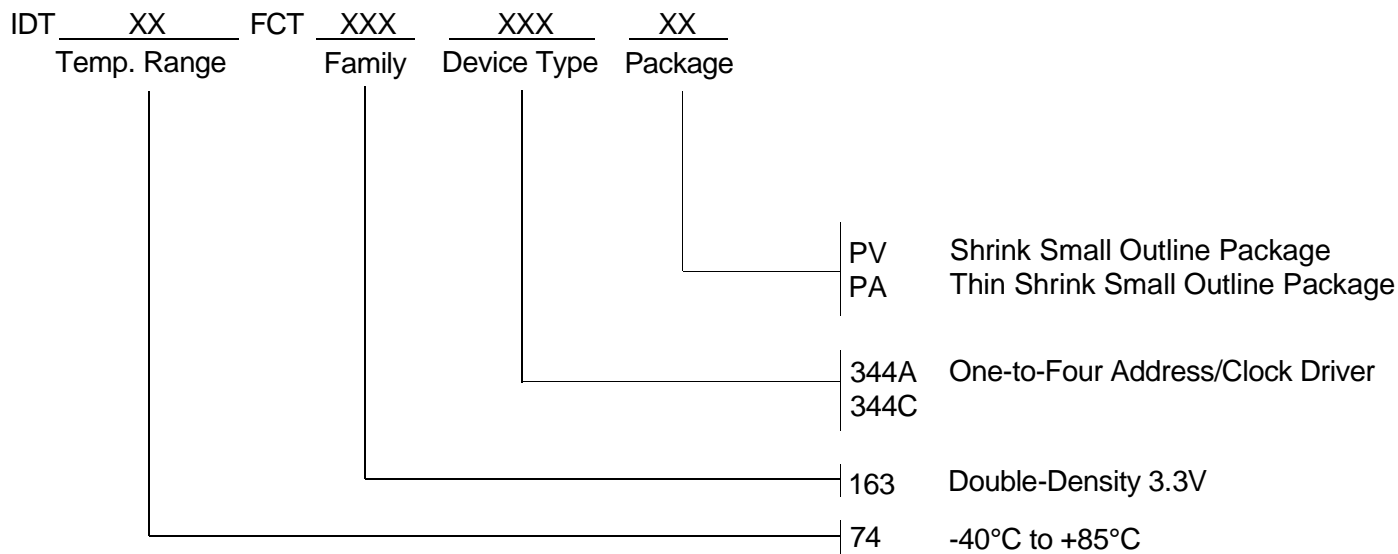 IDT XX FCT XXX XXX XX
Temp. Range Family Device Type Package
PV Shrink Small Outline Package
PA Thin Shrink Small Outline Package
344A One-to-Four Address/Clock Driver
344C
163 Double-Density 3.3V
74 -40°C to +85°C